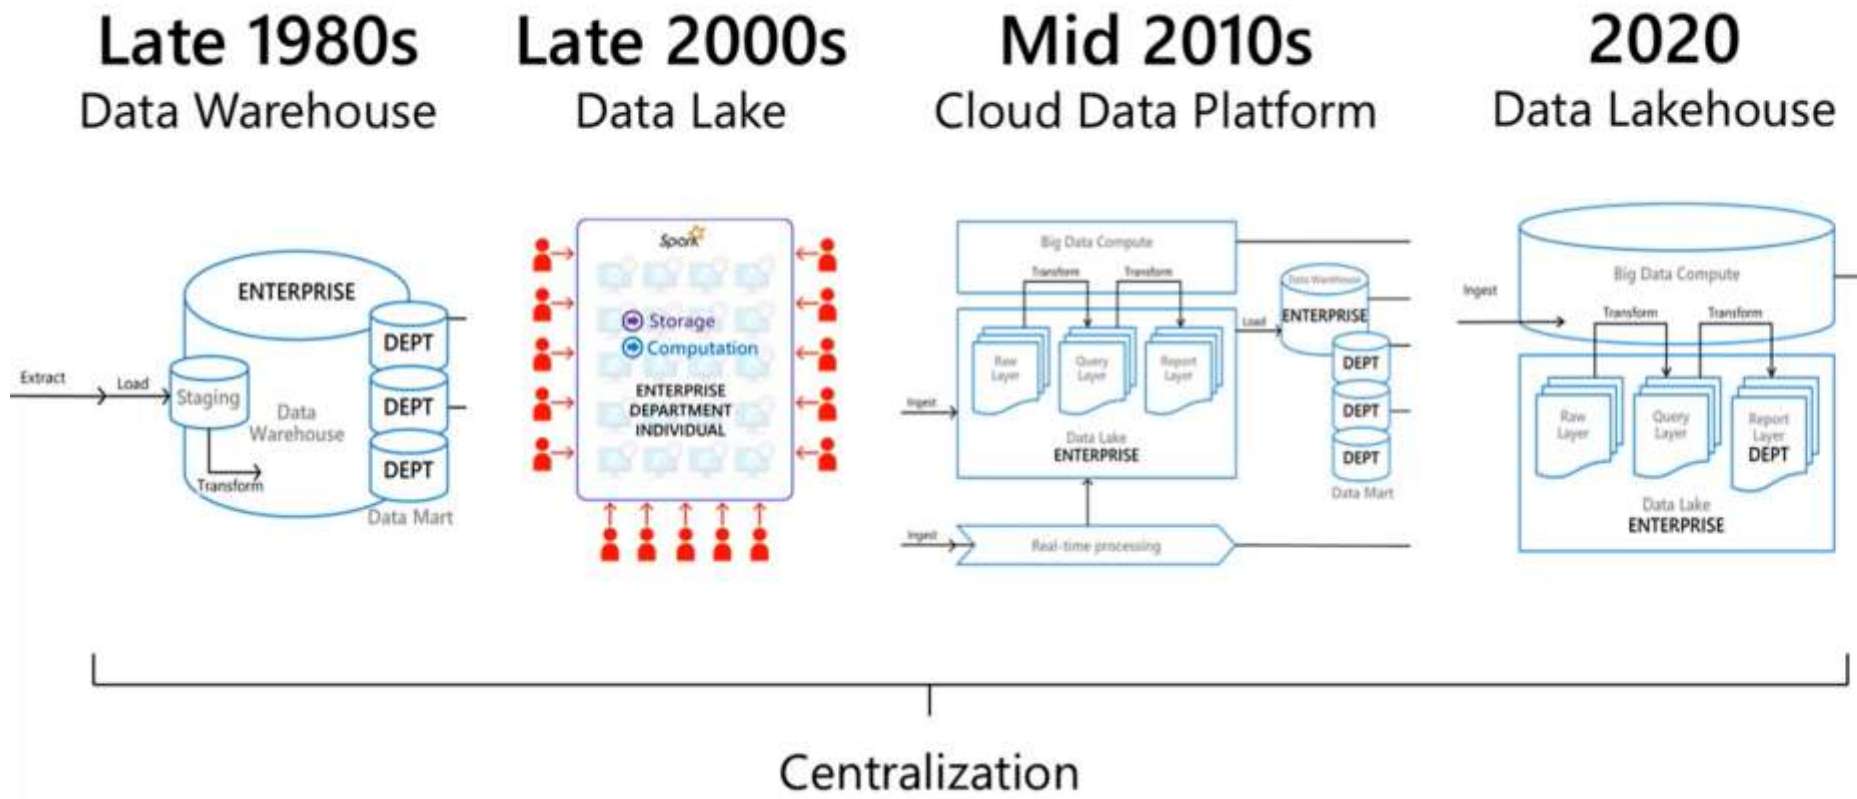 Late 1980s
Data Warehouse
Late 2000s
Data Lake
Mid 2010s
Cloud Data Platform
2020
Data Lakehouse
ENTERPRISE
DEPT
DEPT
DEPT
Extract
Load
Staging
Data
Warehouse
Transform
Data Mart
Spark
Storage
Computation
ENTERPRISE
DEPARTMENT
INDIVIDUAL
Big Data Compute
Transform
Transform
Raw
Layer
Query
Layer
Report
Layer
Data Lake
ENTERPRISE
Ingest
Ingest
Real-time processing
Load
Data Warehouse
ENTERPRISE
DEPT
DEPT
DEPT
Data Mart
Ingest
Big Data Compute
Transform
Transform
Raw
Layer
Query
Layer
Report
Layer
DEPT
Data Lake
ENTERPRISE
Centralization